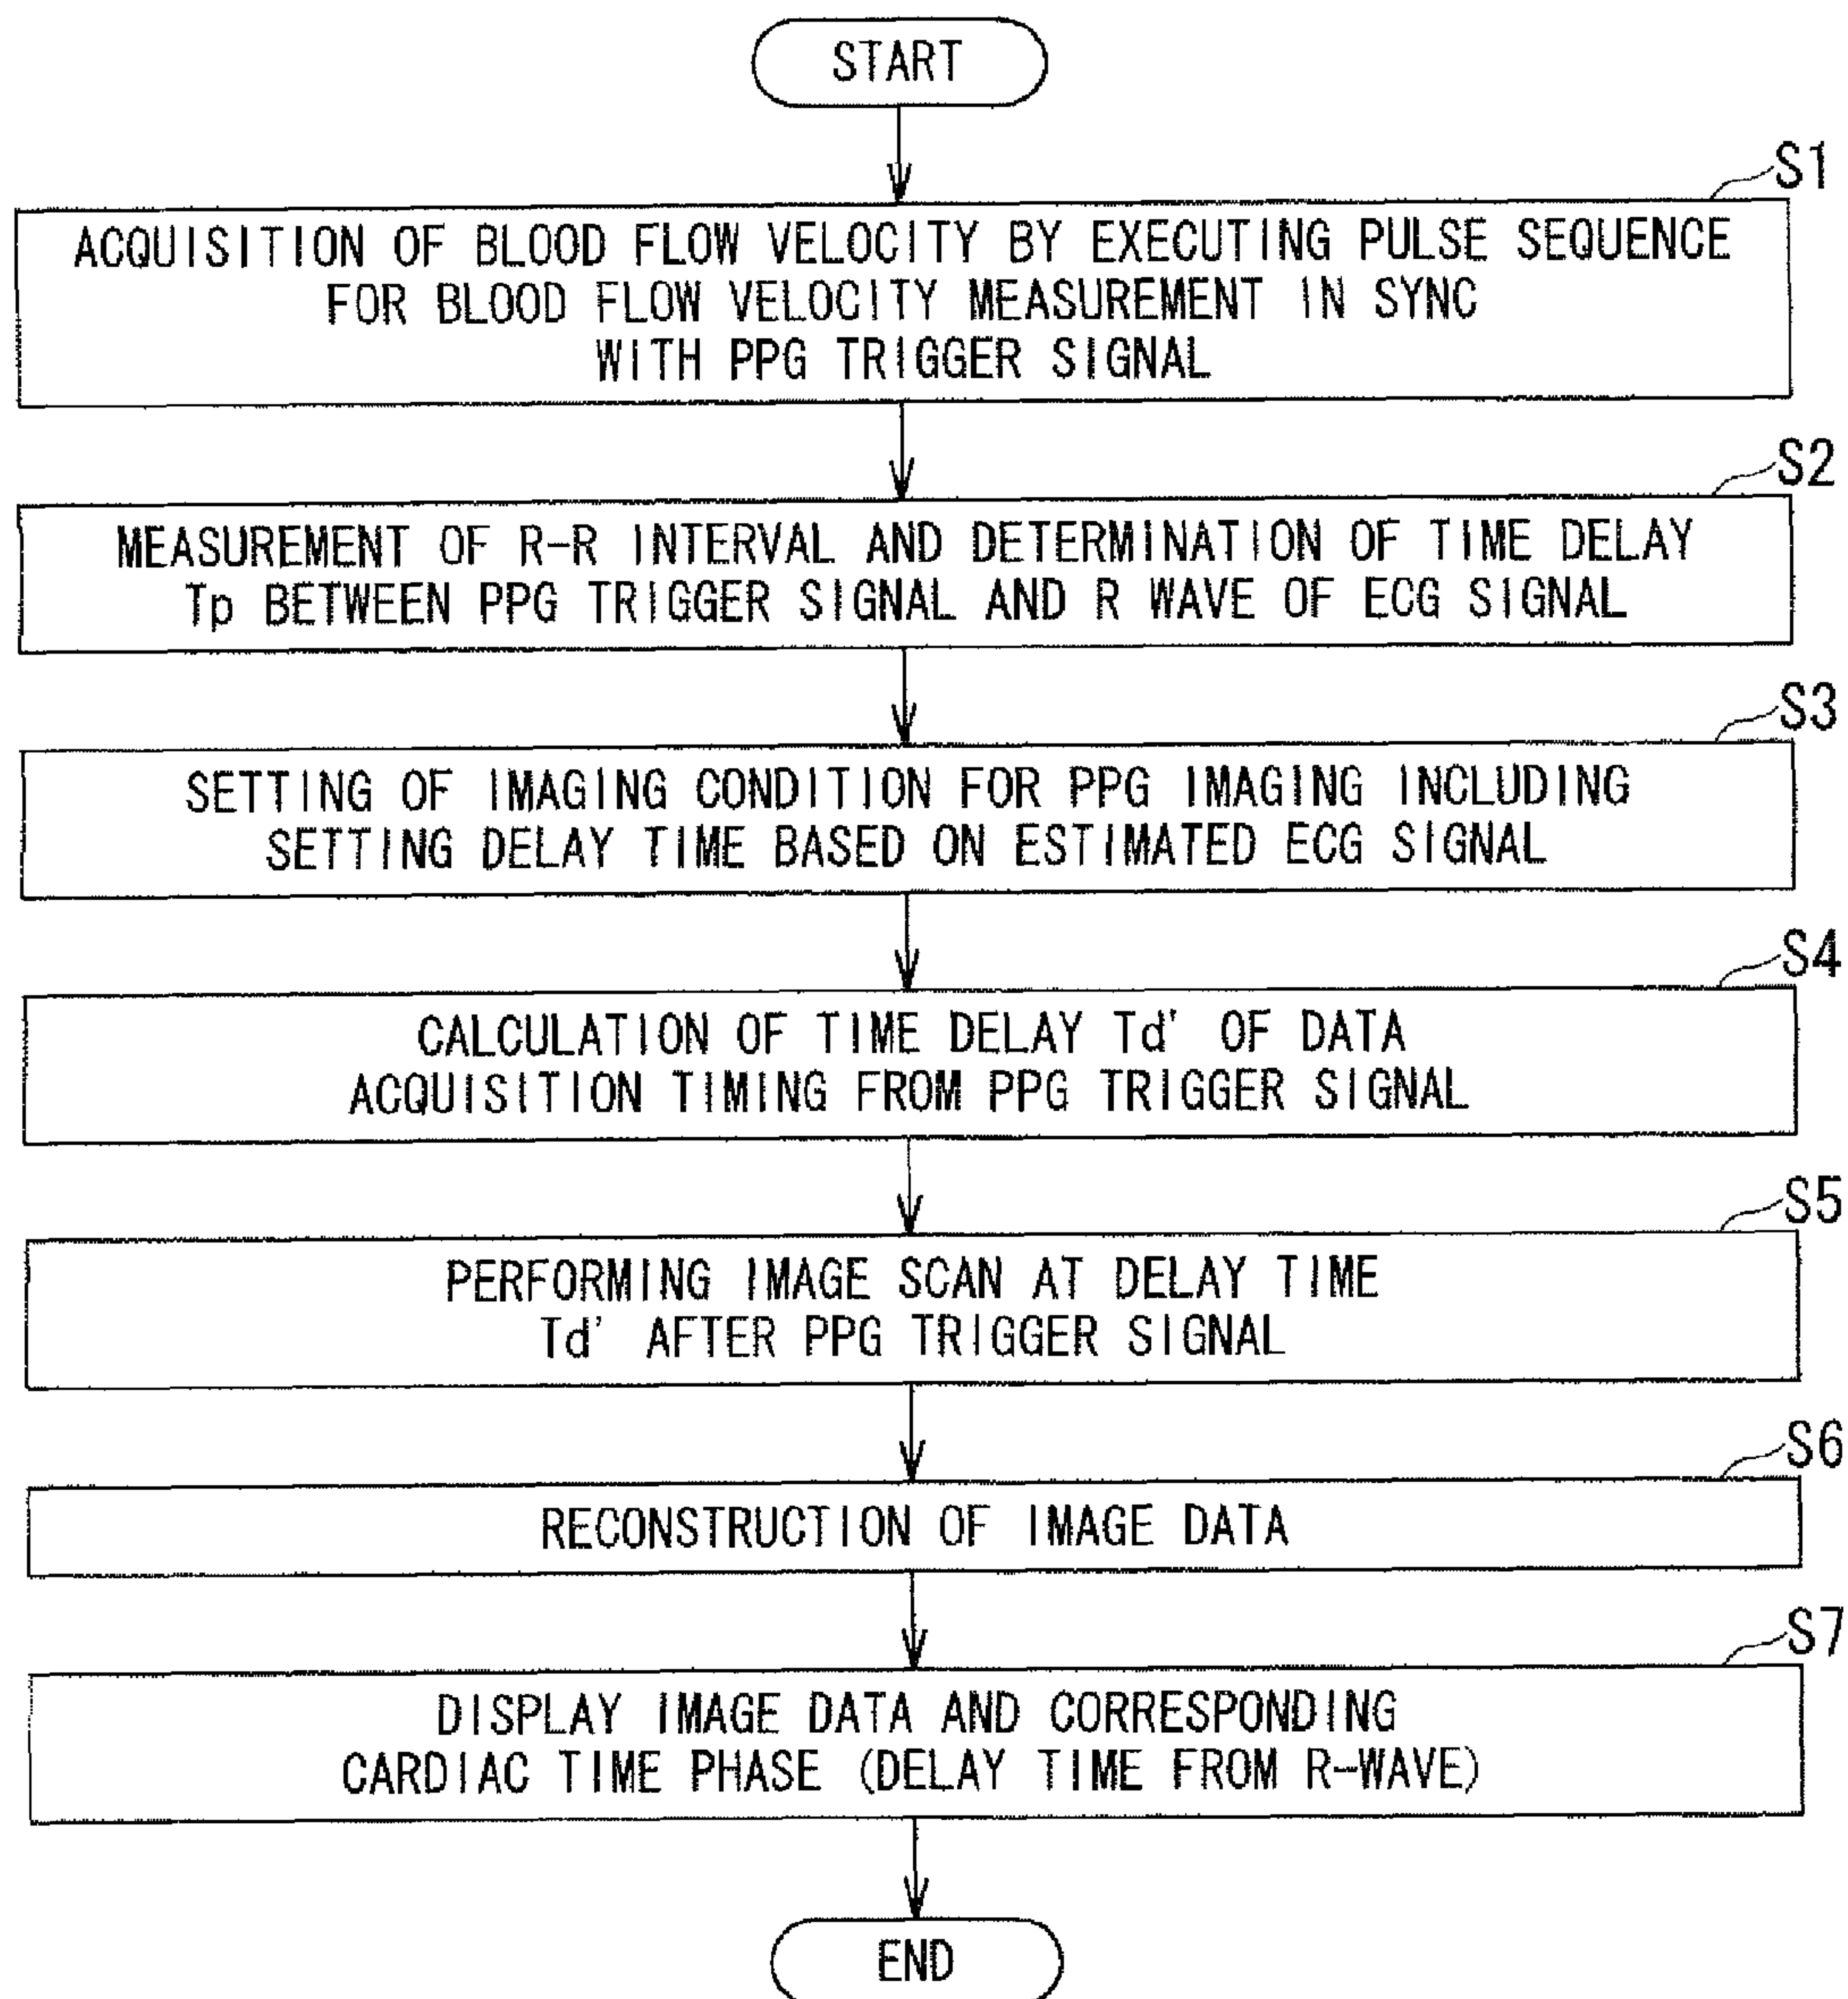 START
S1
ACQUISITION OF BLOOD FLOW VELOCITY BY EXECUTING PULSE SEQUENCE
FOR BLOOD FLOW VELOCITY MEASUREMENT IN SYNC
WITH PPG TRIGGER SIGNAL
S2
MEASUREMENT OF R-R INTERVAL AND DETERMINATION OF TIME DELAY
Tp BETWEEN PPG TRIGGER SIGNAL AND R WAVE OF ECG SIGNAL
S3
SETTING OF IMAGING CONDITION FOR PPG IMAGING INCLUDING
SETTING DELAY TIME BASED ON ESTIMATED ECG SIGNAL
S4
CALCULATION OF TIME DELAY Td' OF DATA
ACQUISITION TIMING FROM PPG TRIGGER SIGNAL
S5
PERFORMING IMAGE SCAN AT DELAY TIME
Td' AFTER PPG TRIGGER SIGNAL
S6
RECONSTRUCTION OF IMAGE DATA
S7
DISPLAY IMAGE DATA AND CORRESPONDING
CARDIAC TIME PHASE (DELAY TIME FROM R-WAVE)
END